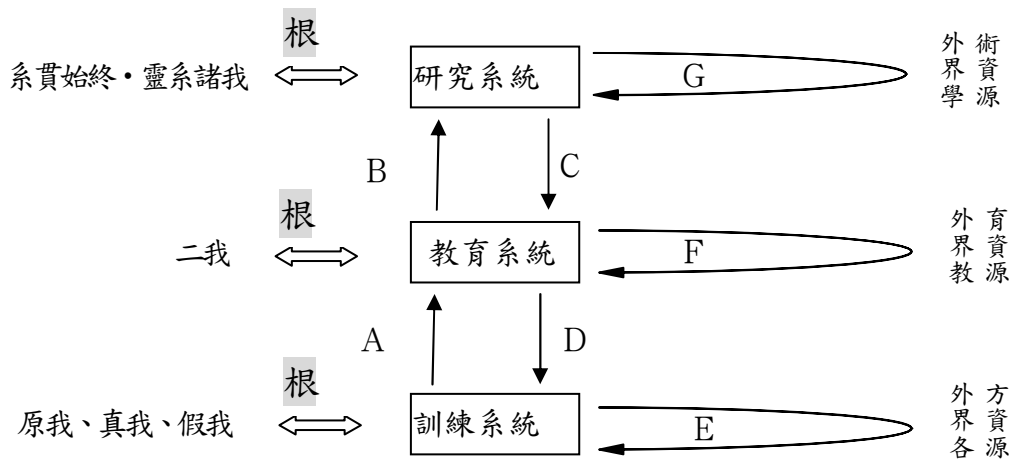 根
系貫始終・靈系諸我
研究系統
G
外界學
術資源
B
C
根
二我
教育系統
F
外界教
育資源
A
D
根
原我、真我、假我
訓練系統
E
外界各
方資源